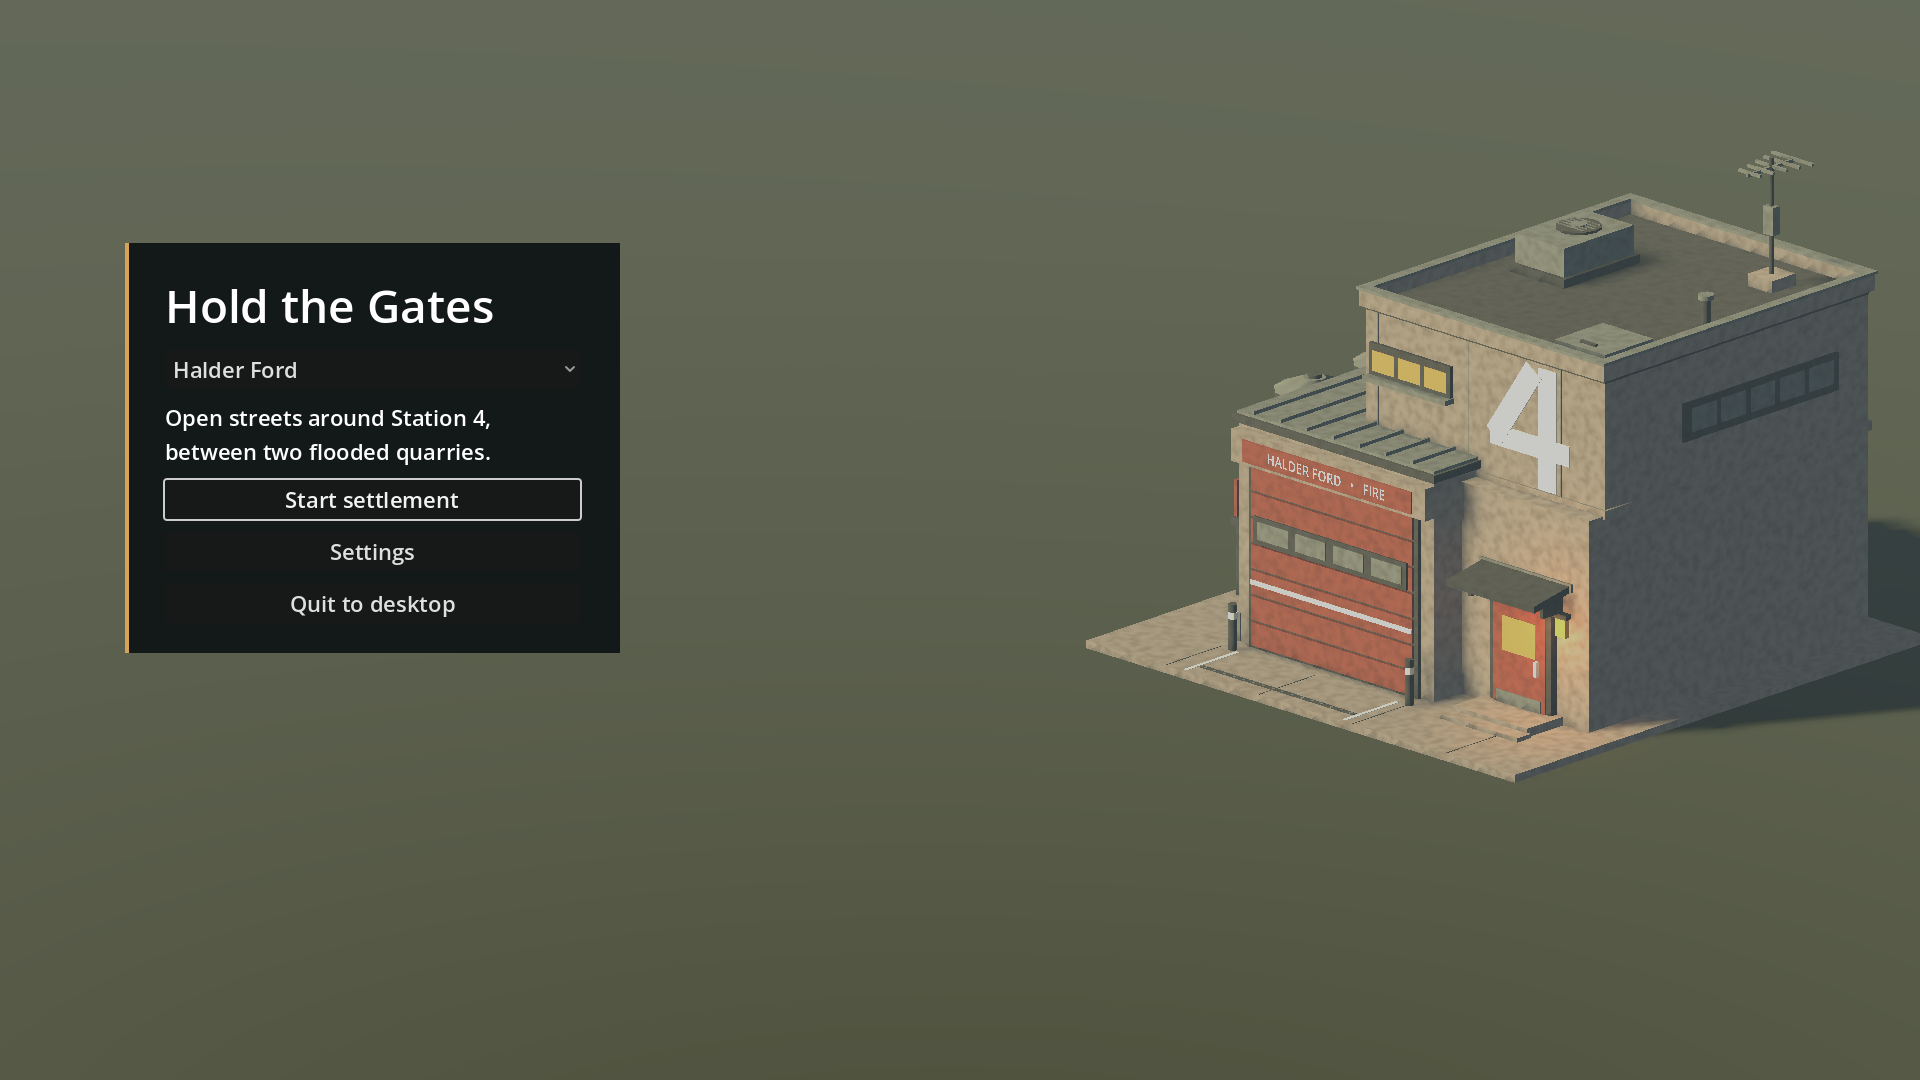 Hold the Gates
Halder Ford
Open streets around Station 4,
between two flooded quarries.
Start settlement
Settings
Quit to desktop
4
HALDER FORD · FIRE